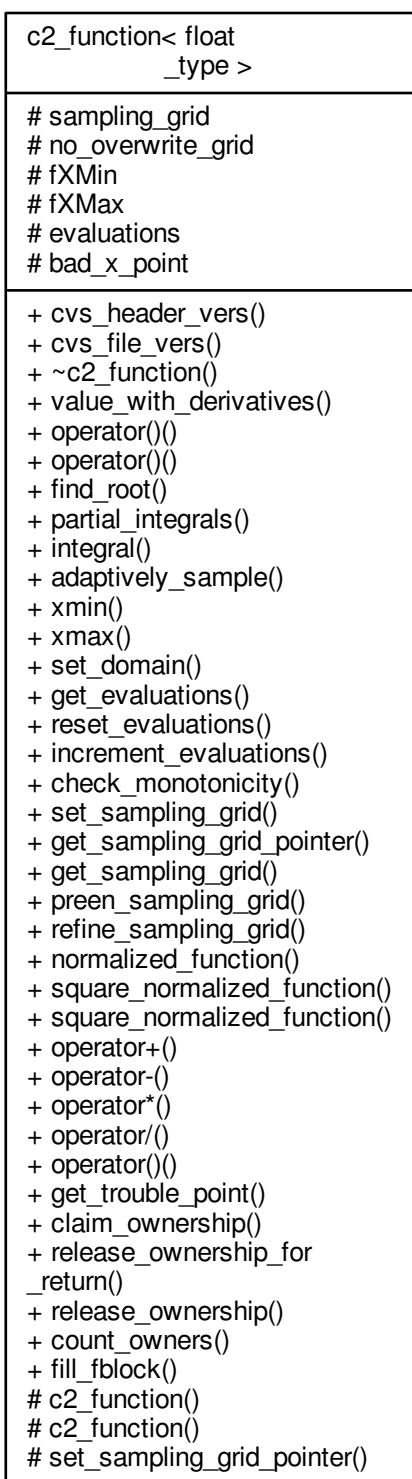 c2_function< float
_type >
# sampling_grid
# no_overwrite_grid
# fXMin
# fXMax
# evaluations
# bad_x_point
+ cvs_header_vers()
+ cvs_file_vers()
+ ~c2_function()
+ value_with_derivatives()
+ operator()()
+ operator()()
+ find_root()
+ partial_integrals()
+ integral()
+ adaptively_sample()
+ xmin()
+ xmax()
+ set_domain()
+ get_evaluations()
+ reset_evaluations()
+ increment_evaluations()
+ check_monotonicity()
+ set_sampling_grid()
+ get_sampling_grid_pointer()
+ get_sampling_grid()
+ preen_sampling_grid()
+ refine_sampling_grid()
+ normalized_function()
+ square_normalized_function()
+ square_normalized_function()
+ operator+()
+ operator-()
+ operator*()
+ operator/()
+ operator()()
+ get_trouble_point()
+ claim_ownership()
+ release_ownership_for
_return()
+ release_ownership()
+ count_owners()
+ fill_fblock()
# c2_function()
# c2_function()
# set_sampling_grid_pointer()